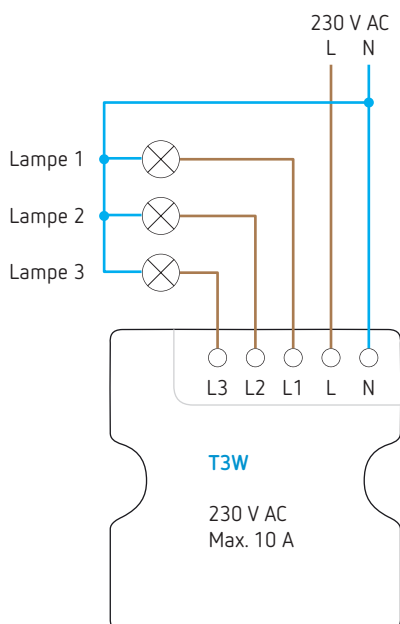 230 V AC
L N
Lampe 1
Lampe 2
Lampe 3
L3 L2 L1 L N
T3W
230 V AC
Max. 10 A